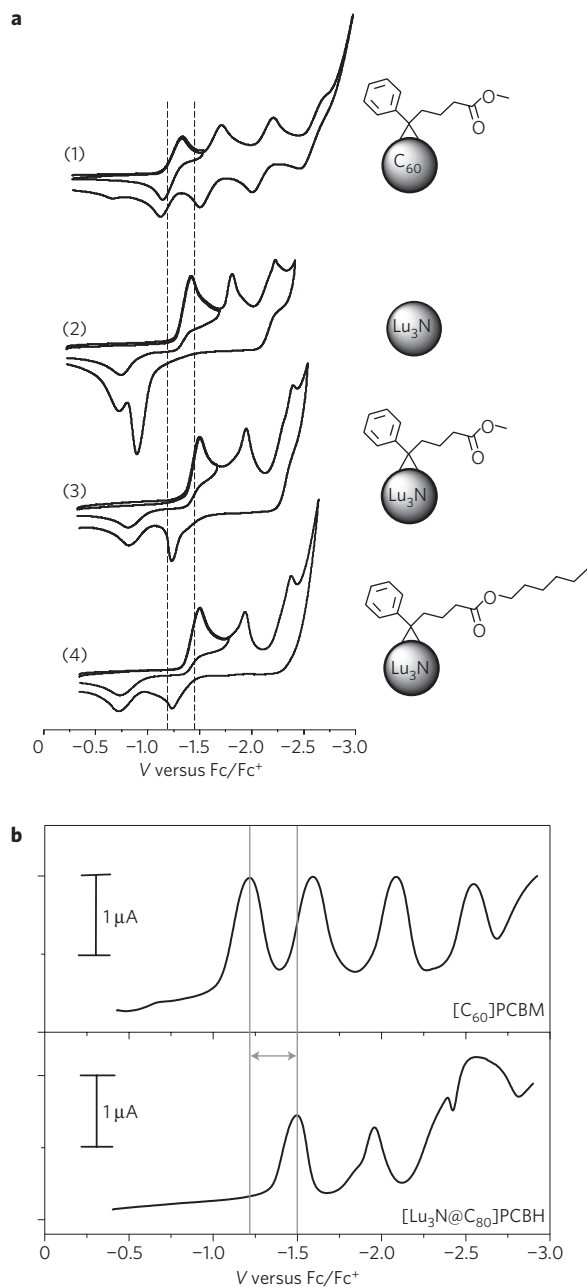 a
(1)
O
O
C60
(2)
Lu3N
(3)
O
O
Lu3N
(4)
O
O
Lu3N
0 −0.5 −1.0 −1.5 −2.0 −2.5 −3.0
V versus Fc/Fc+
b
1 μA
[C60]PCBM
1 μA
[Lu3N@C80]PCBH
0 −0.5 −1.0 −1.5 −2.0 −2.5 −3.0
V versus Fc/Fc+